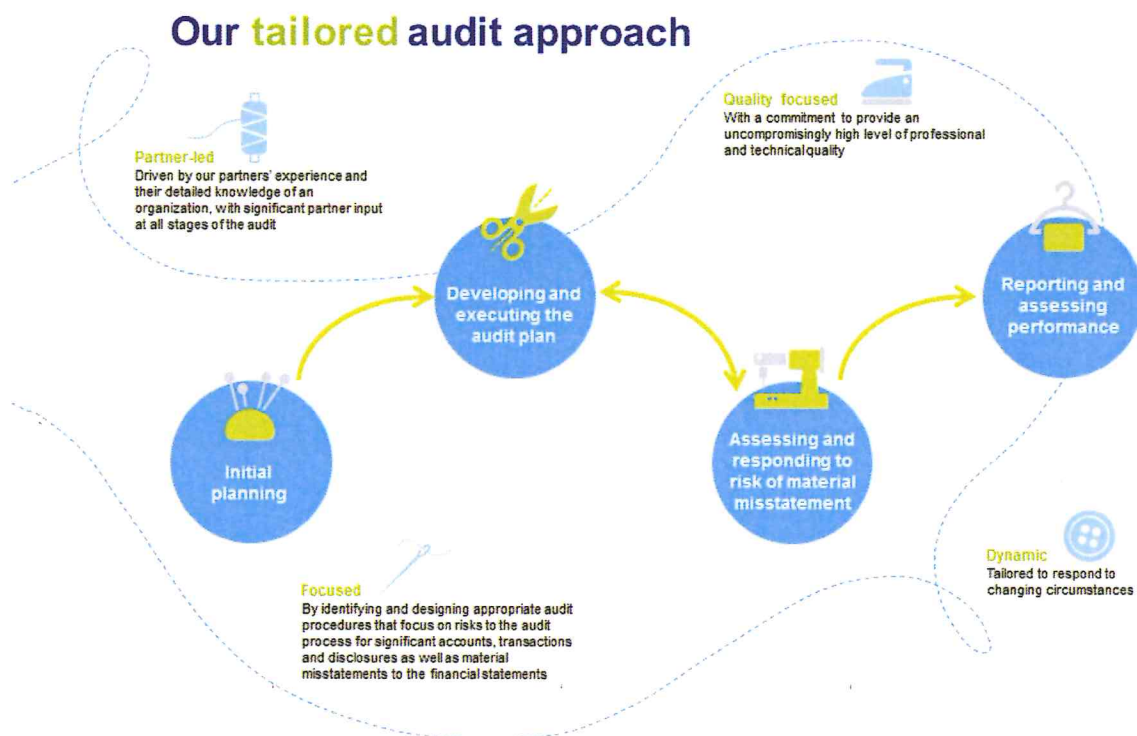 Our tailored audit approach
Partner-led
Driven by our partners' experience and
their detailed knowledge of an
organization, with significant partner input
at all stages of the audit
Quality focused
With a commitment to provide an
uncompromisingly high level of professional
and technical quality
Developing and
executing the
audit plan
Reporting and
assessing
performance
Initial
planning
Assessing and
responding to
risk of material
misstatement
Focused
By identifying and designing appropriate audit
procedures that focus on risks to the audit
process for significant accounts, transactions
and disclosures as well as material
misstatements to the financial statements
Dynamic
Tailored to respond to
changing circumstances